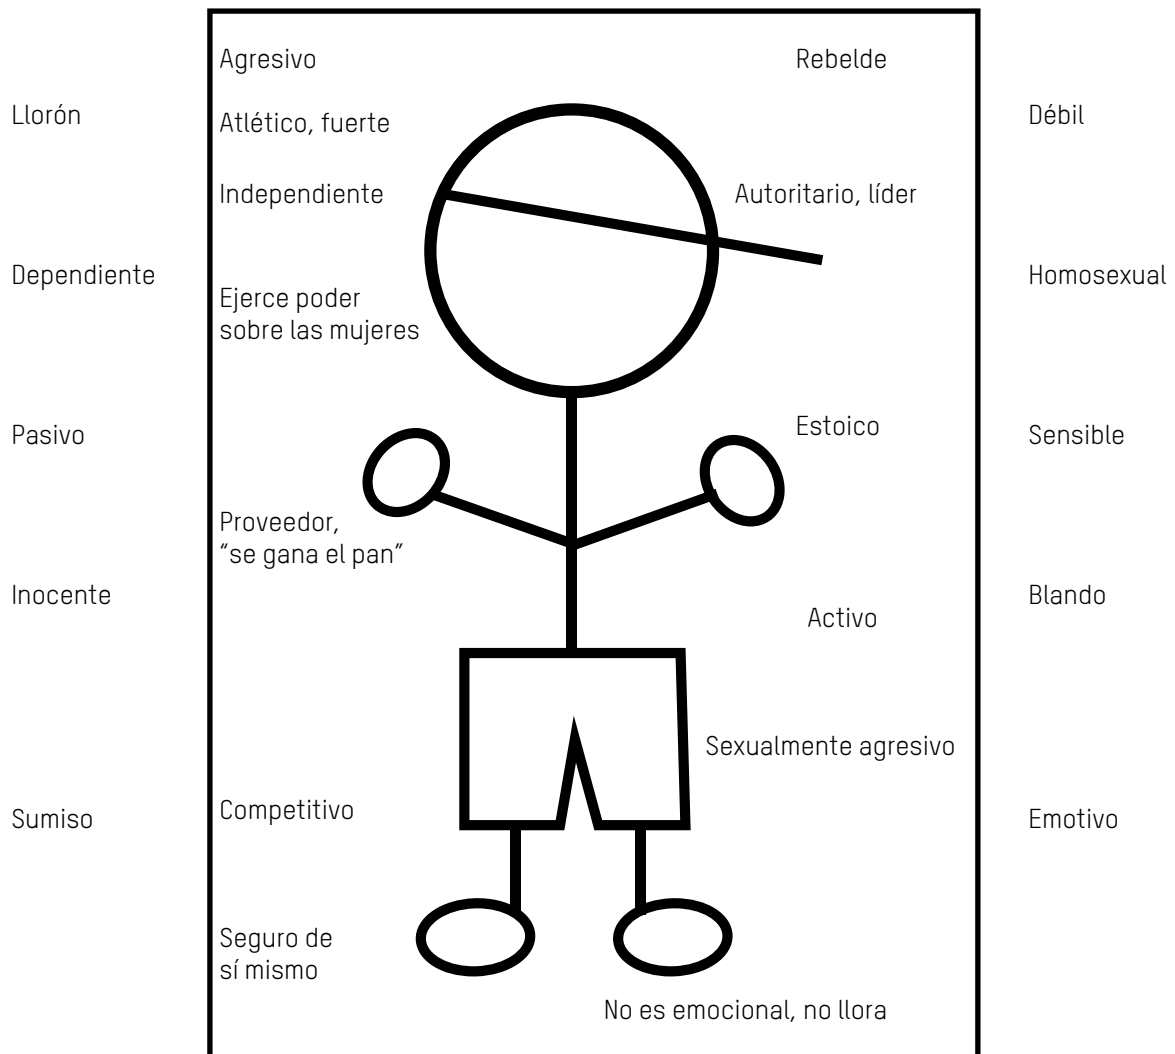 Agresivo
Rebelde
Llorón
Atlético, fuerte
Débil
Independiente
Autoritario, líder
Dependiente
Ejerce poder
sobre las mujeres
Homosexual
Pasivo
Estoico
Sensible
Proveedor,
“se gana el pan”
Inocente
Activo
Blando
Sexualmente agresivo
Sumiso
Competitivo
Emotivo
Seguro de
sí mismo
No es emocional, no llora